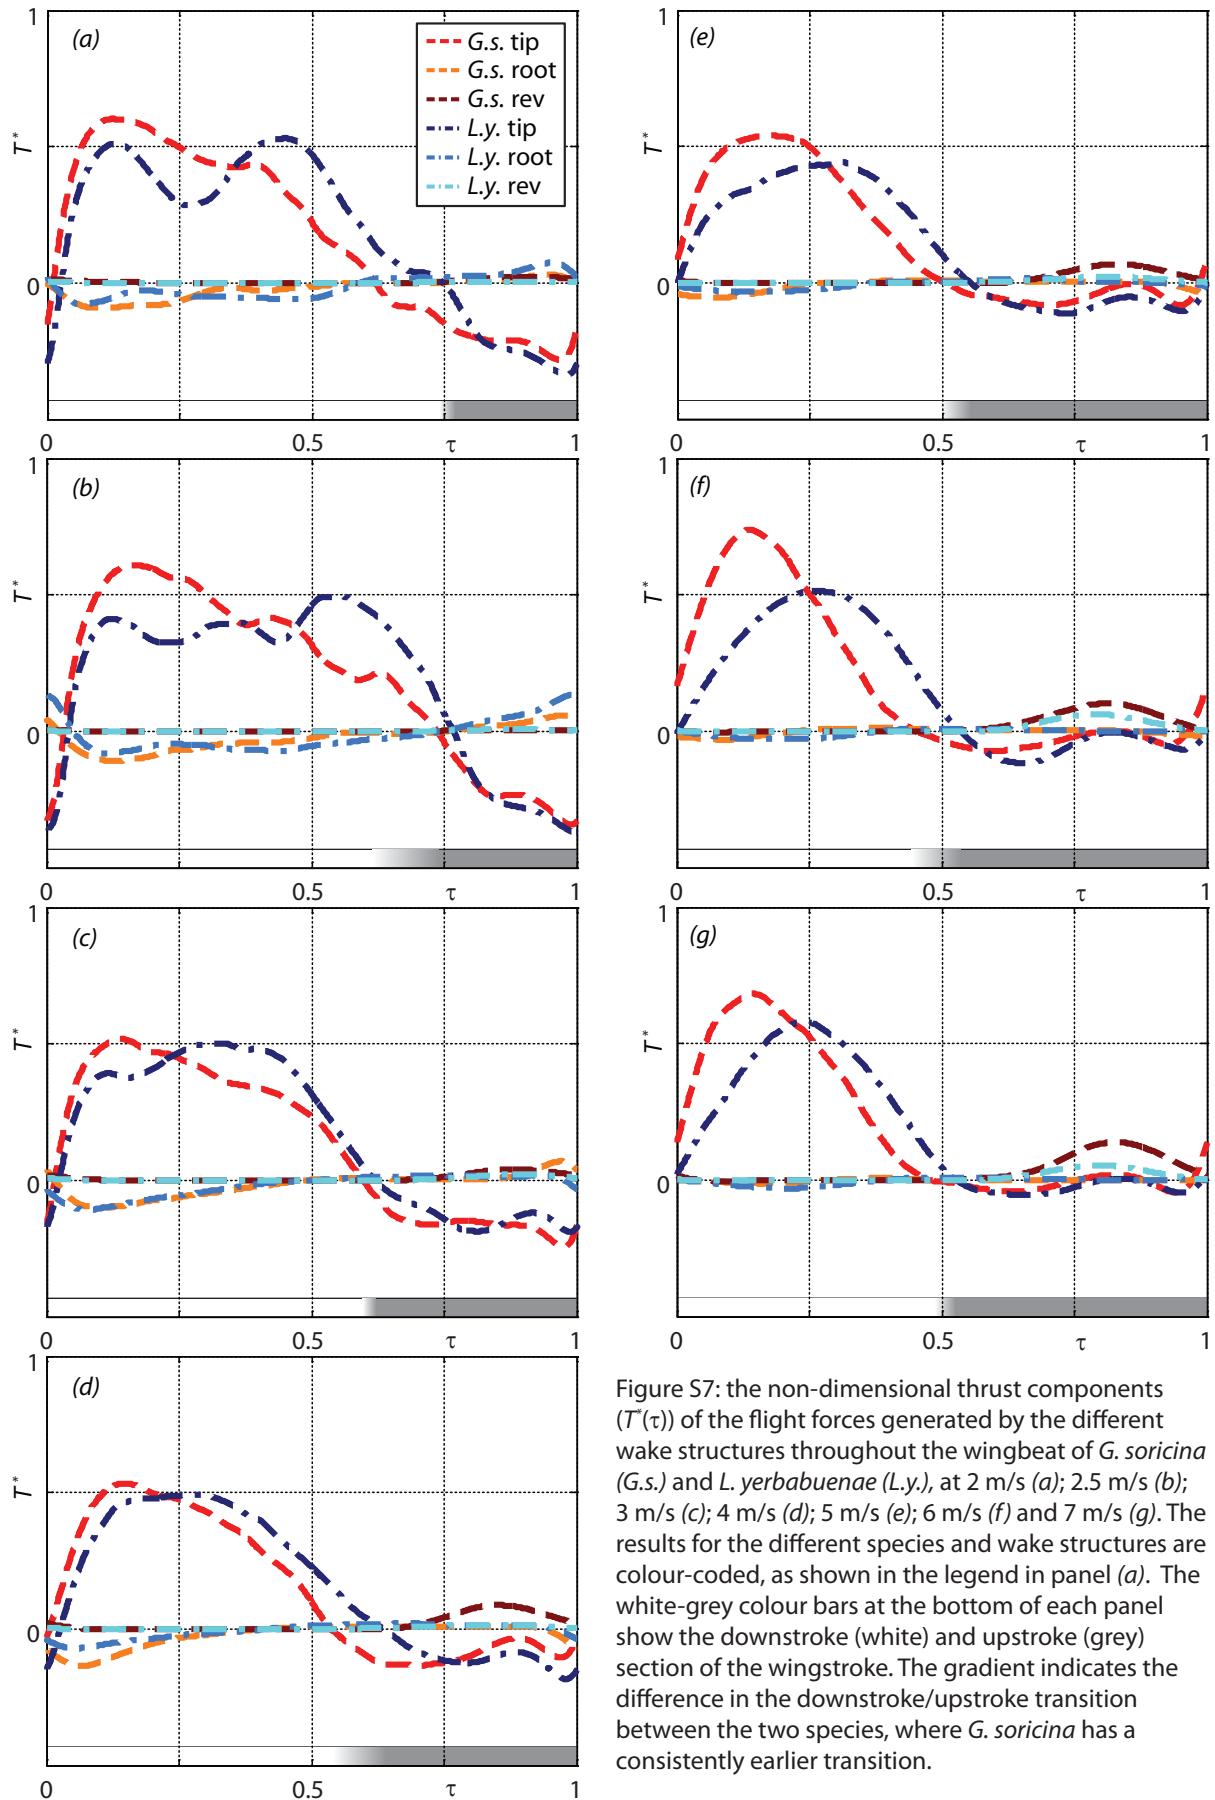 1
(a)
G.s. tip
G.s. root
G.s. rev
L.y. tip
L.y. root
L.y. rev
T*
0
0
0.5
τ
1
1
(b)
T*
0
0
0.5
τ
1
1
(c)
T*
0
0
0.5
τ
1
1
(d)
T*
0
0
0.5
τ
1
1
(e)
T*
0
0
0.5
τ
1
1
(f)
T*
0
0
0.5
τ
1
1
(g)
T*
0
0
0.5
τ
1
Figure S7: the non-dimensional thrust components
(T*(τ)) of the flight forces generated by the different
wake structures throughout the wingbeat of G. soricina
(G.s.) and L. yerbabuenae (L.y.), at 2 m/s (a); 2.5 m/s (b);
3 m/s (c); 4 m/s (d); 5 m/s (e); 6 m/s (f) and 7 m/s (g). The
results for the different species and wake structures are
colour-coded, as shown in the legend in panel (a). The
white-grey colour bars at the bottom of each panel
show the downstroke (white) and upstroke (grey)
section of the wingstroke. The gradient indicates the
difference in the downstroke/upstroke transition
between the two species, where G. soricina has a
consistently earlier transition.